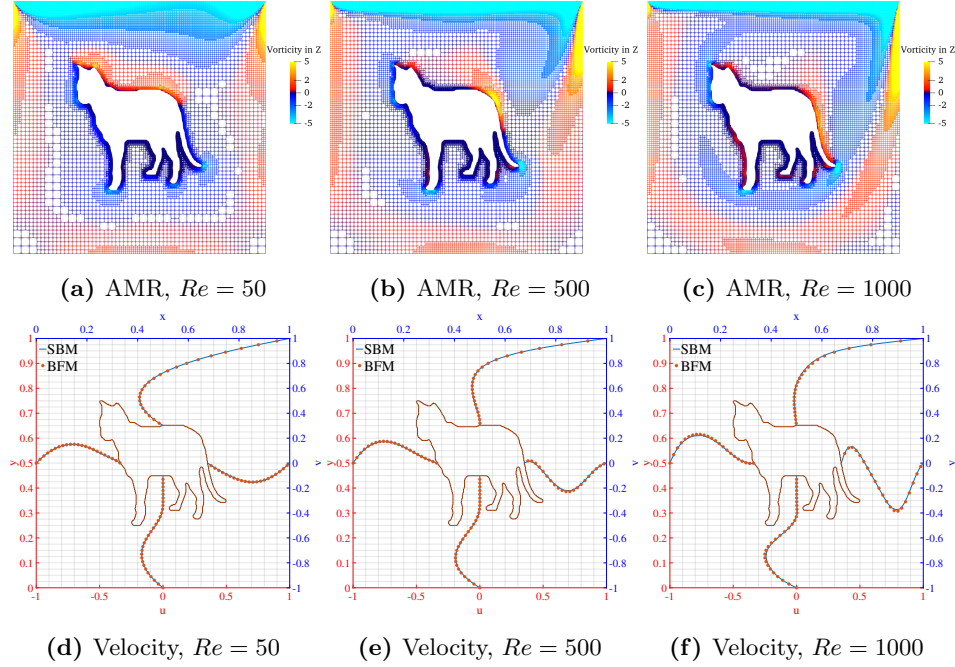 Vorticity in Z
5
2
0
-2
-5
Vorticity in Z
5
2
0
-2
-5
Vorticity in Z
5
2
0
-2
-5
(a) AMR, Re = 50
(b) AMR, Re = 500
(c) AMR, Re = 1000
x
0 0.2 0.4 0.6 0.8 1
1 0.9 0.8 0.7 0.6 0.5 0.4 0.3 0.2 0.1 0
y
SBM
BFM
1 0.8 0.6 0.4 0.2 0 -0.2 -0.4 -0.6 -0.8 -1
v
-1 -0.5 0 0.5 1
u
x
0 0.2 0.4 0.6 0.8 1
1 0.9 0.8 0.7 0.6 0.5 0.4 0.3 0.2 0.1 0
y
SBM
BFM
1 0.8 0.6 0.4 0.2 0 -0.2 -0.4 -0.6 -0.8 -1
v
-1 -0.5 0 0.5 1
u
x
0 0.2 0.4 0.6 0.8 1
1 0.9 0.8 0.7 0.6 0.5 0.4 0.3 0.2 0.1 0
y
SBM
BFM
1 0.8 0.6 0.4 0.2 0 -0.2 -0.4 -0.6 -0.8 -1
v
-1 -0.5 0 0.5 1
u
(d) Velocity, Re = 50
(e) Velocity, Re = 500
(f) Velocity, Re = 1000